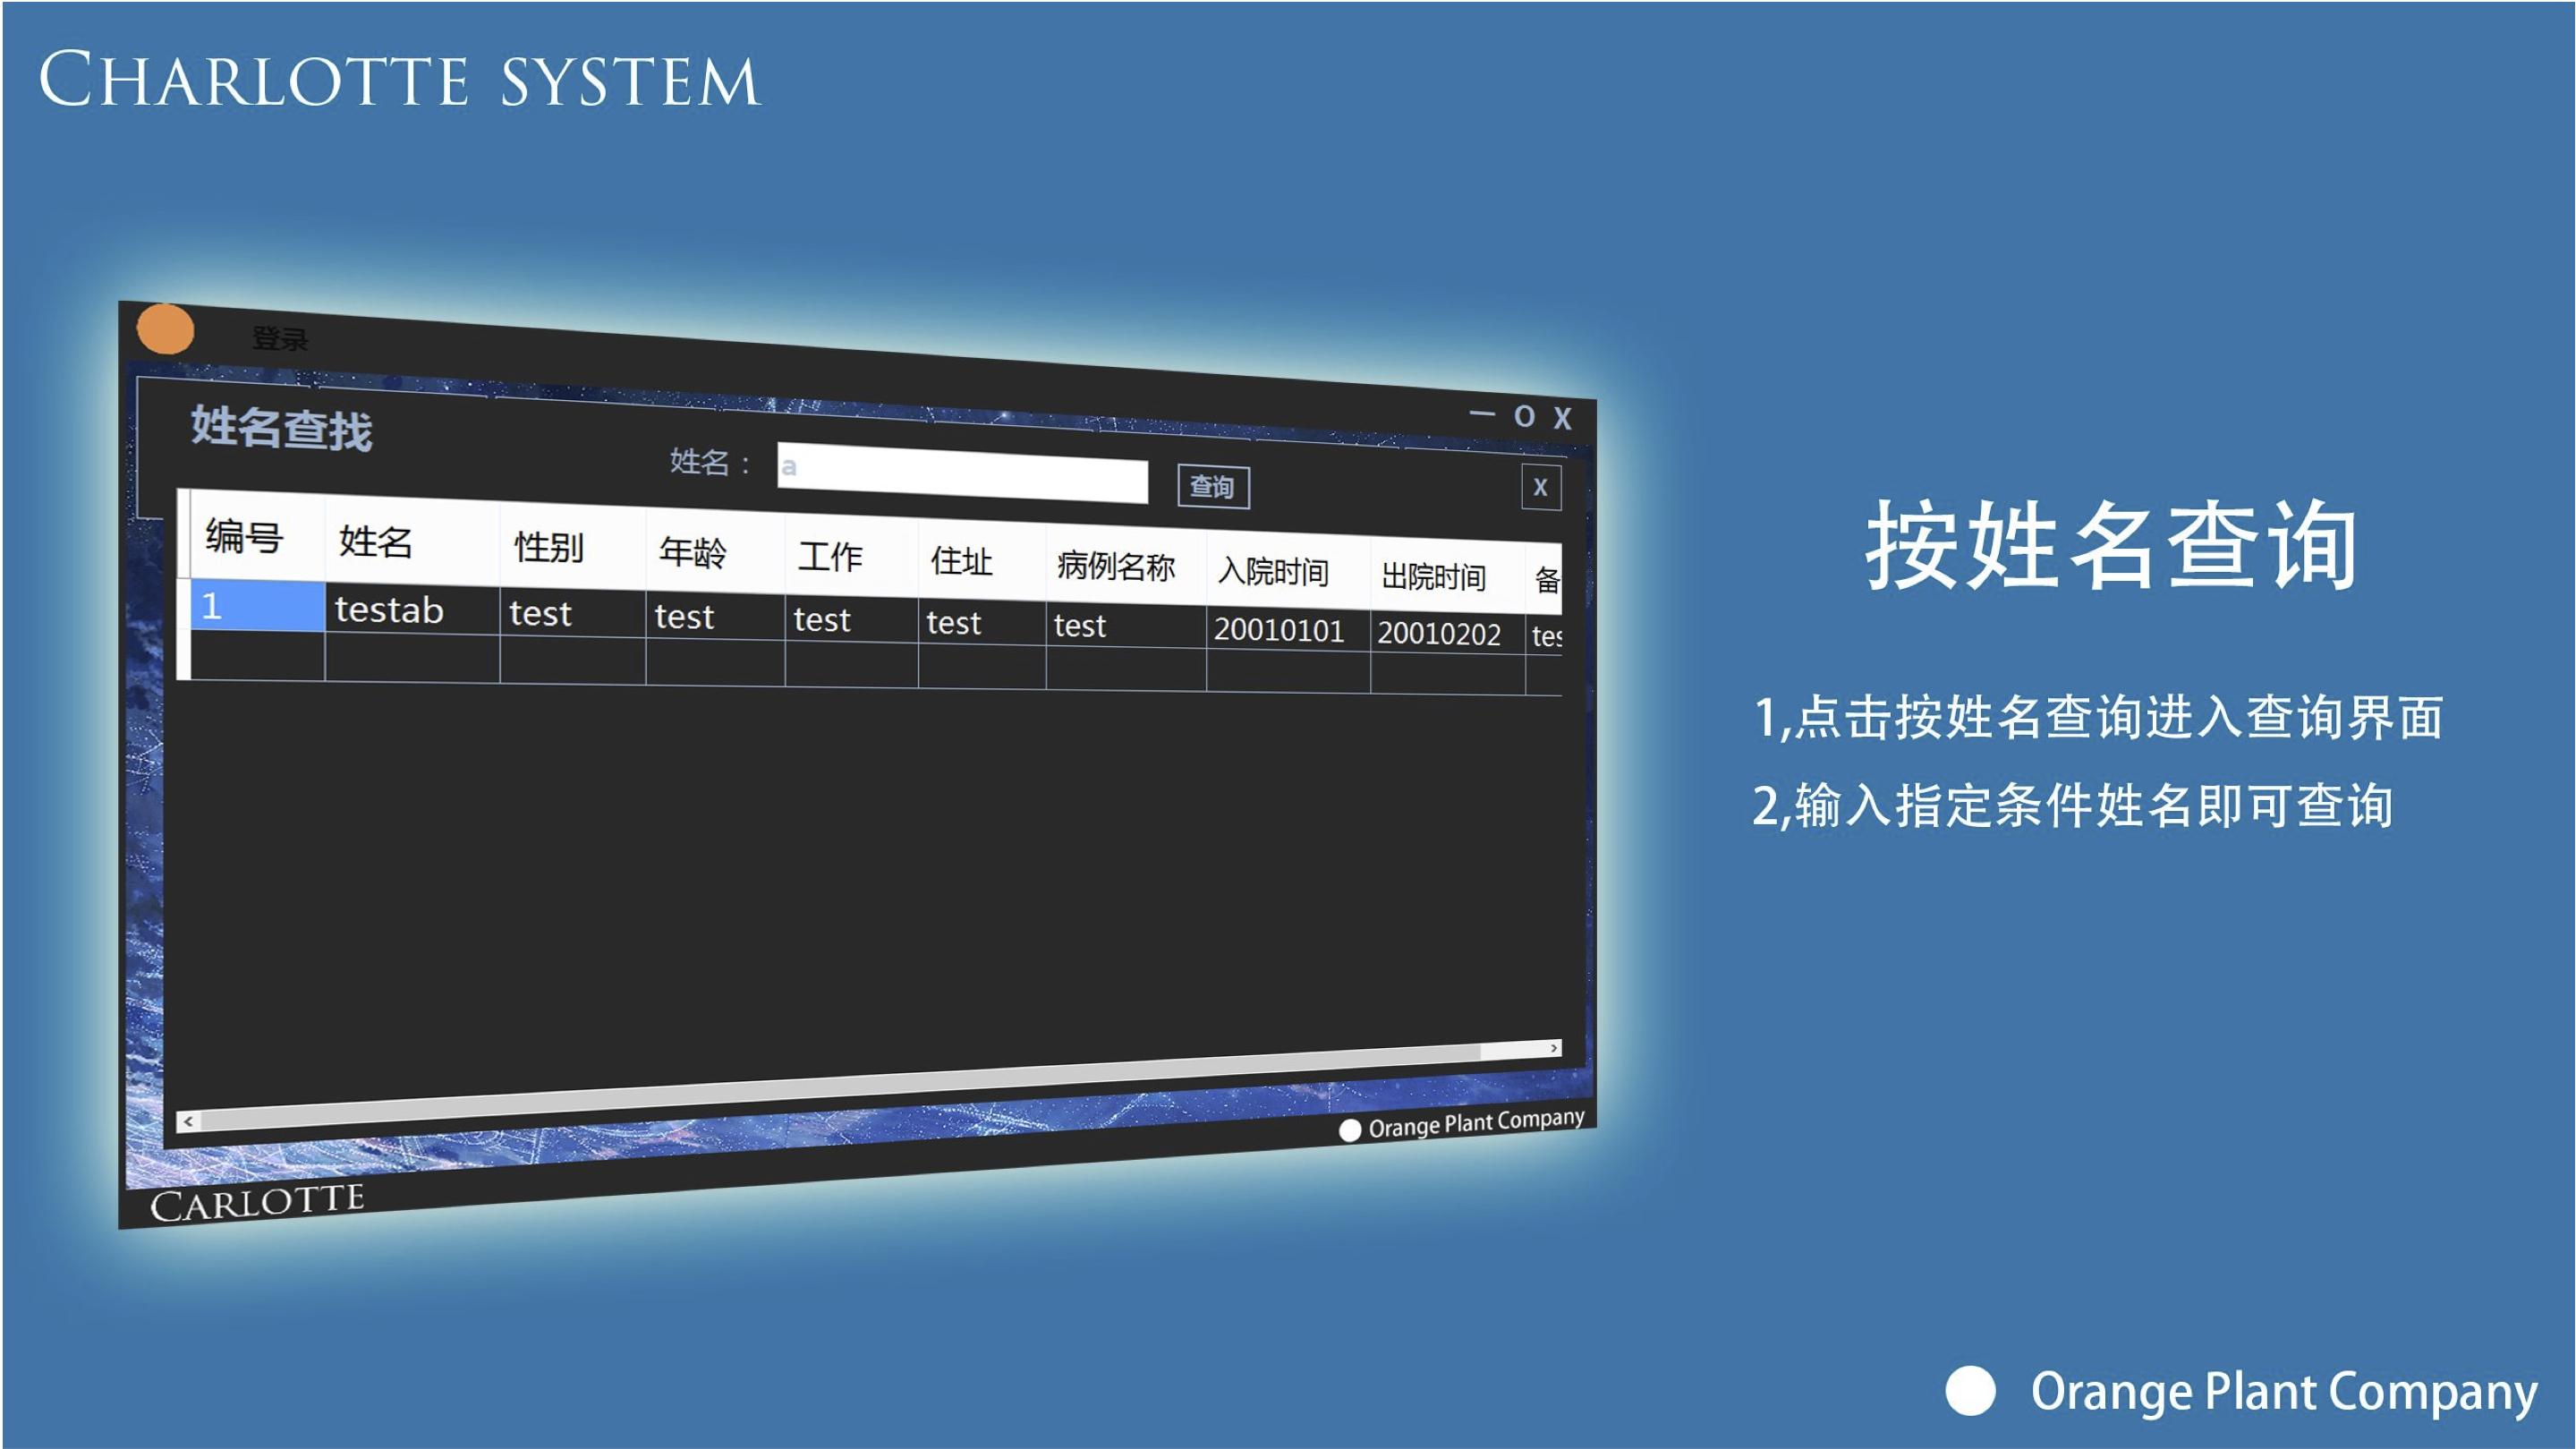 CHARLOTTE SYSTEM
登录
— O X
姓名查找
姓名： a 查询 X
编号 姓名 性别 年龄 工作 住址 病例名称 入院时间 出院时间 备
1 testab test test test test test 20010101 20010202 tes
Orange Plant Company
CARLOTTE
按姓名查询
1,点击按姓名查询进入查询界面
2,输入指定条件姓名即可查询
Orange Plant Company